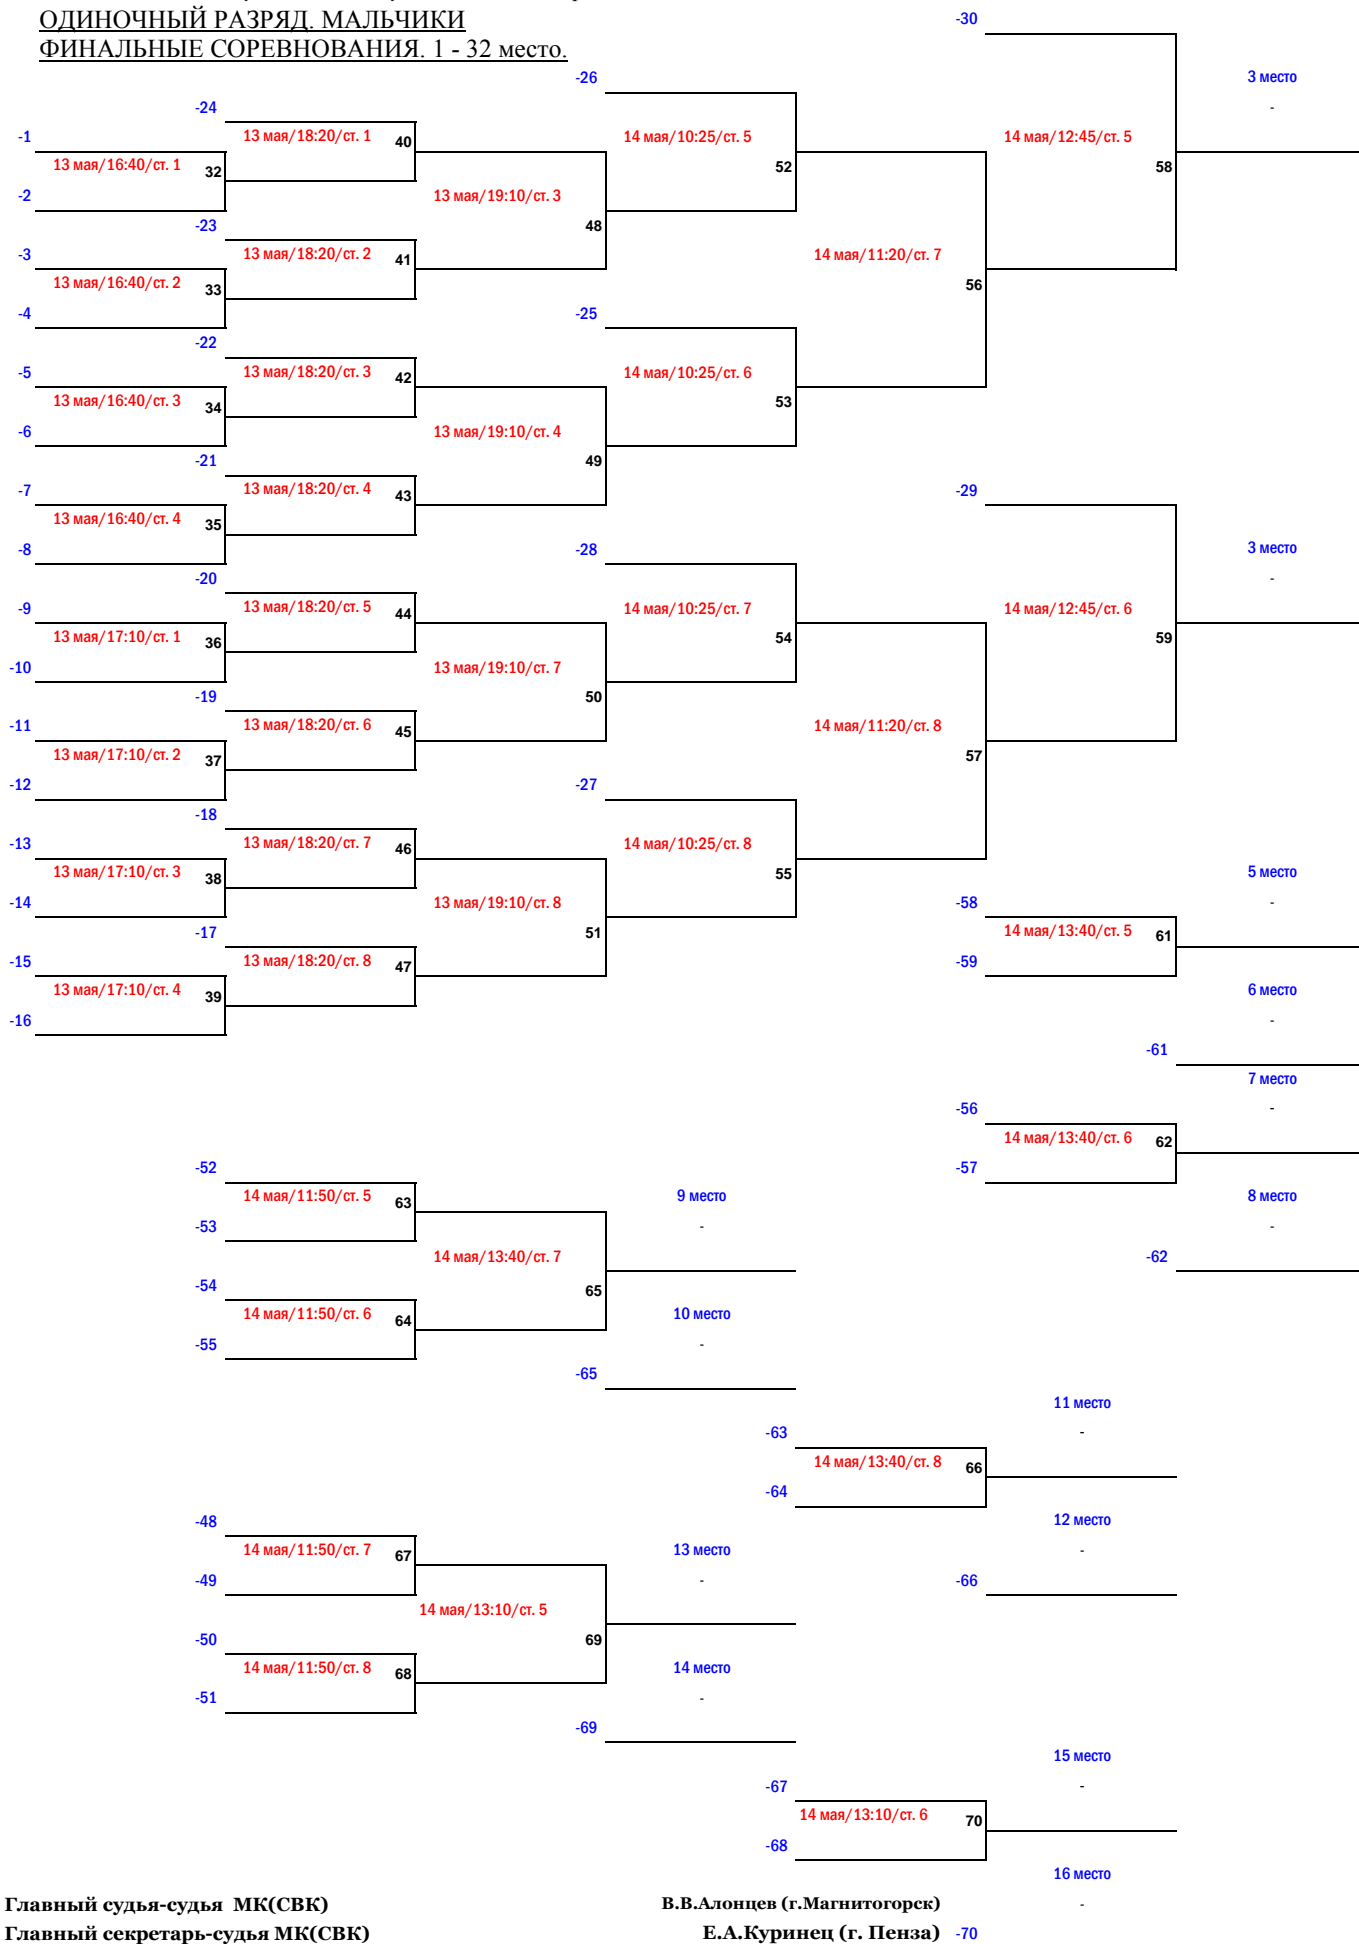 ОДИНОЧНЫЙ РАЗРЯД. МАЛЬЧИКИ
-30
ФИНАЛЬНЫЕ СОРЕВНОВАНИЯ. 1 - 32 место.
-26
3 место
-24
-
-1
13 мая/18:20/ст. 1 40
14 мая/10:25/ст. 5
14 мая/12:45/ст. 5
13 мая/16:40/ст. 1 32
52
58
-2
13 мая/19:10/ст. 3
-23
48
-3
13 мая/18:20/ст. 2 41
14 мая/11:20/ст. 7
13 мая/16:40/ст. 2 33
56
-4
-25
-22
-5
13 мая/18:20/ст. 3 42
14 мая/10:25/ст. 6
13 мая/16:40/ст. 3 34
53
-6
13 мая/19:10/ст. 4
-21
49
-7
13 мая/18:20/ст. 4 43
-29
13 мая/16:40/ст. 4 35
-8
-28
3 место
-20
-
-9
13 мая/18:20/ст. 5 44
14 мая/10:25/ст. 7
14 мая/12:45/ст. 6
13 мая/17:10/ст. 1 36
54
59
-10
13 мая/19:10/ст. 7
-19
50
-11
13 мая/18:20/ст. 6 45
14 мая/11:20/ст. 8
13 мая/17:10/ст. 2 37
57
-12
-27
-18
-13
13 мая/18:20/ст. 7 46
14 мая/10:25/ст. 8
13 мая/17:10/ст. 3 38
55
5 место
-14
13 мая/19:10/ст. 8
-58
-
-17
51
14 мая/13:40/ст. 5 61
-15
13 мая/18:20/ст. 8 47
-59
13 мая/17:10/ст. 4 39
6 место
-16
-
-61
7 место
-56
-
14 мая/13:40/ст. 6 62
-52
-57
14 мая/11:50/ст. 5 63
9 место
8 место
-53
-
-
14 мая/13:40/ст. 7
-62
-54
65
14 мая/11:50/ст. 6 64
10 место
-55
-
-65
11 место
-63
-
14 мая/13:40/ст. 8 66
-64
-48
12 место
14 мая/11:50/ст. 7 67
13 место
-
-49
-
-66
14 мая/13:10/ст. 5
-50
69
14 мая/11:50/ст. 8 68
14 место
-51
-
-69
15 место
-67
-
14 мая/13:10/ст. 6 70
-68
16 место
Главный судья-судья МК(СВК)
В.В.Алонцев (г.Магнитогорск)
-
Главный секретарь-судья МК(СВК)
Е.А.Куринец (г. Пенза)
-70